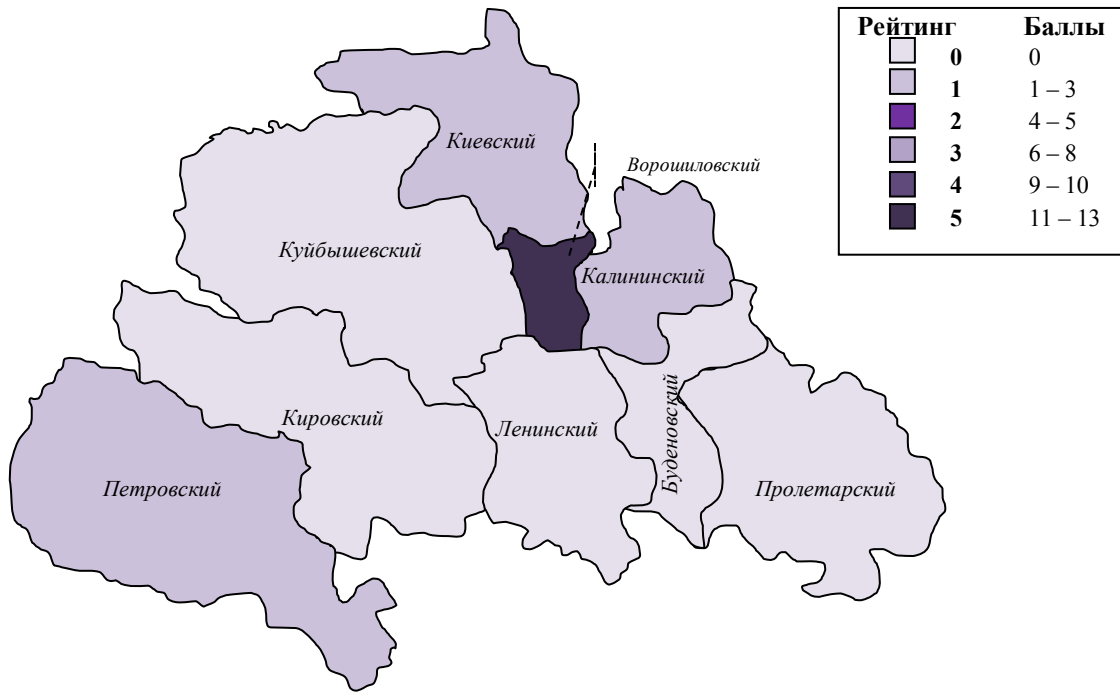 Рейтинг Баллы
0 0
1 1 – 3
2 4 – 5
3 6 – 8
4 9 – 10
5 11 – 13
Киевский
Ворошиловский
Куйбышевский
Калининский
Кировский
Ленинский
Буденовский
Петровский
Пролетарский